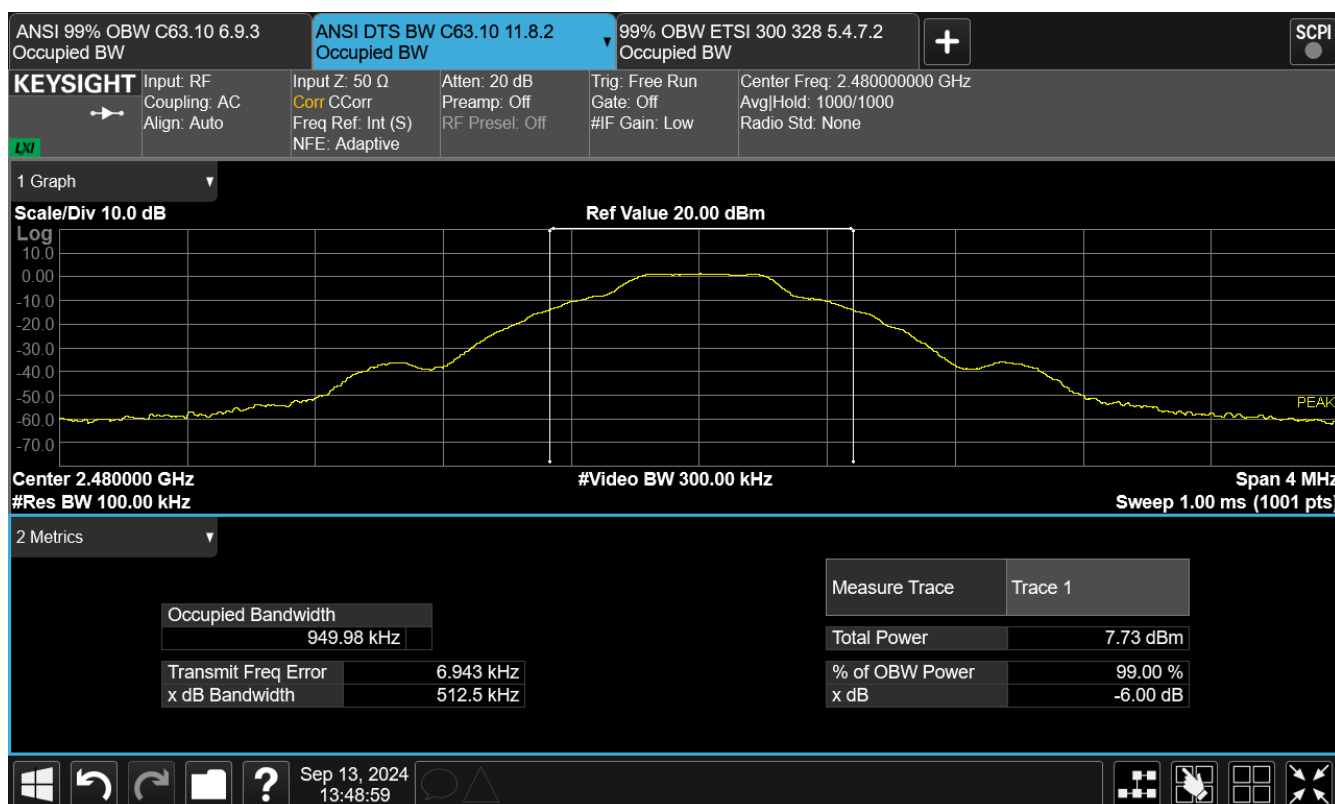 ANSI 99% OBW C63.10 6.9.3
Occupied BW
ANSI DTS BW C63.10 11.8.2
Occupied BW
99% OBW ETSI 300 328 5.4.7.2
Occupied BW
SCPI
KEYSIGHT
LXI
Input: RF
Coupling: AC
Align: Auto
Input Z: 50 Ω
Corr CCorr
Freq Ref: Int (S)
NFE: Adaptive
Atten: 20 dB
Preamp: Off
RF Presel: Off
Trig: Free Run
Gate: Off
#IF Gain: Low
Center Freq: 2.480000000 GHz
Avg|Hold: 1000/1000
Radio Std: None
1 Graph
Scale/Div 10.0 dB
Ref Value 20.00 dBm
Log
10.0
0.00
-10.0
-20.0
-30.0
-40.0
-50.0
-60.0
-70.0
PEAK
Center 2.480000 GHz
#Video BW 300.00 kHz
Span 4 MHz
#Res BW 100.00 kHz
Sweep 1.00 ms (1001 pts)
2 Metrics
Measure Trace Trace 1
Occupied Bandwidth
949.98 kHz
Total Power 7.73 dBm
Transmit Freq Error 6.943 kHz
% of OBW Power 99.00 %
x dB Bandwidth 512.5 kHz
x dB -6.00 dB
Sep 13, 2024
13:48:59